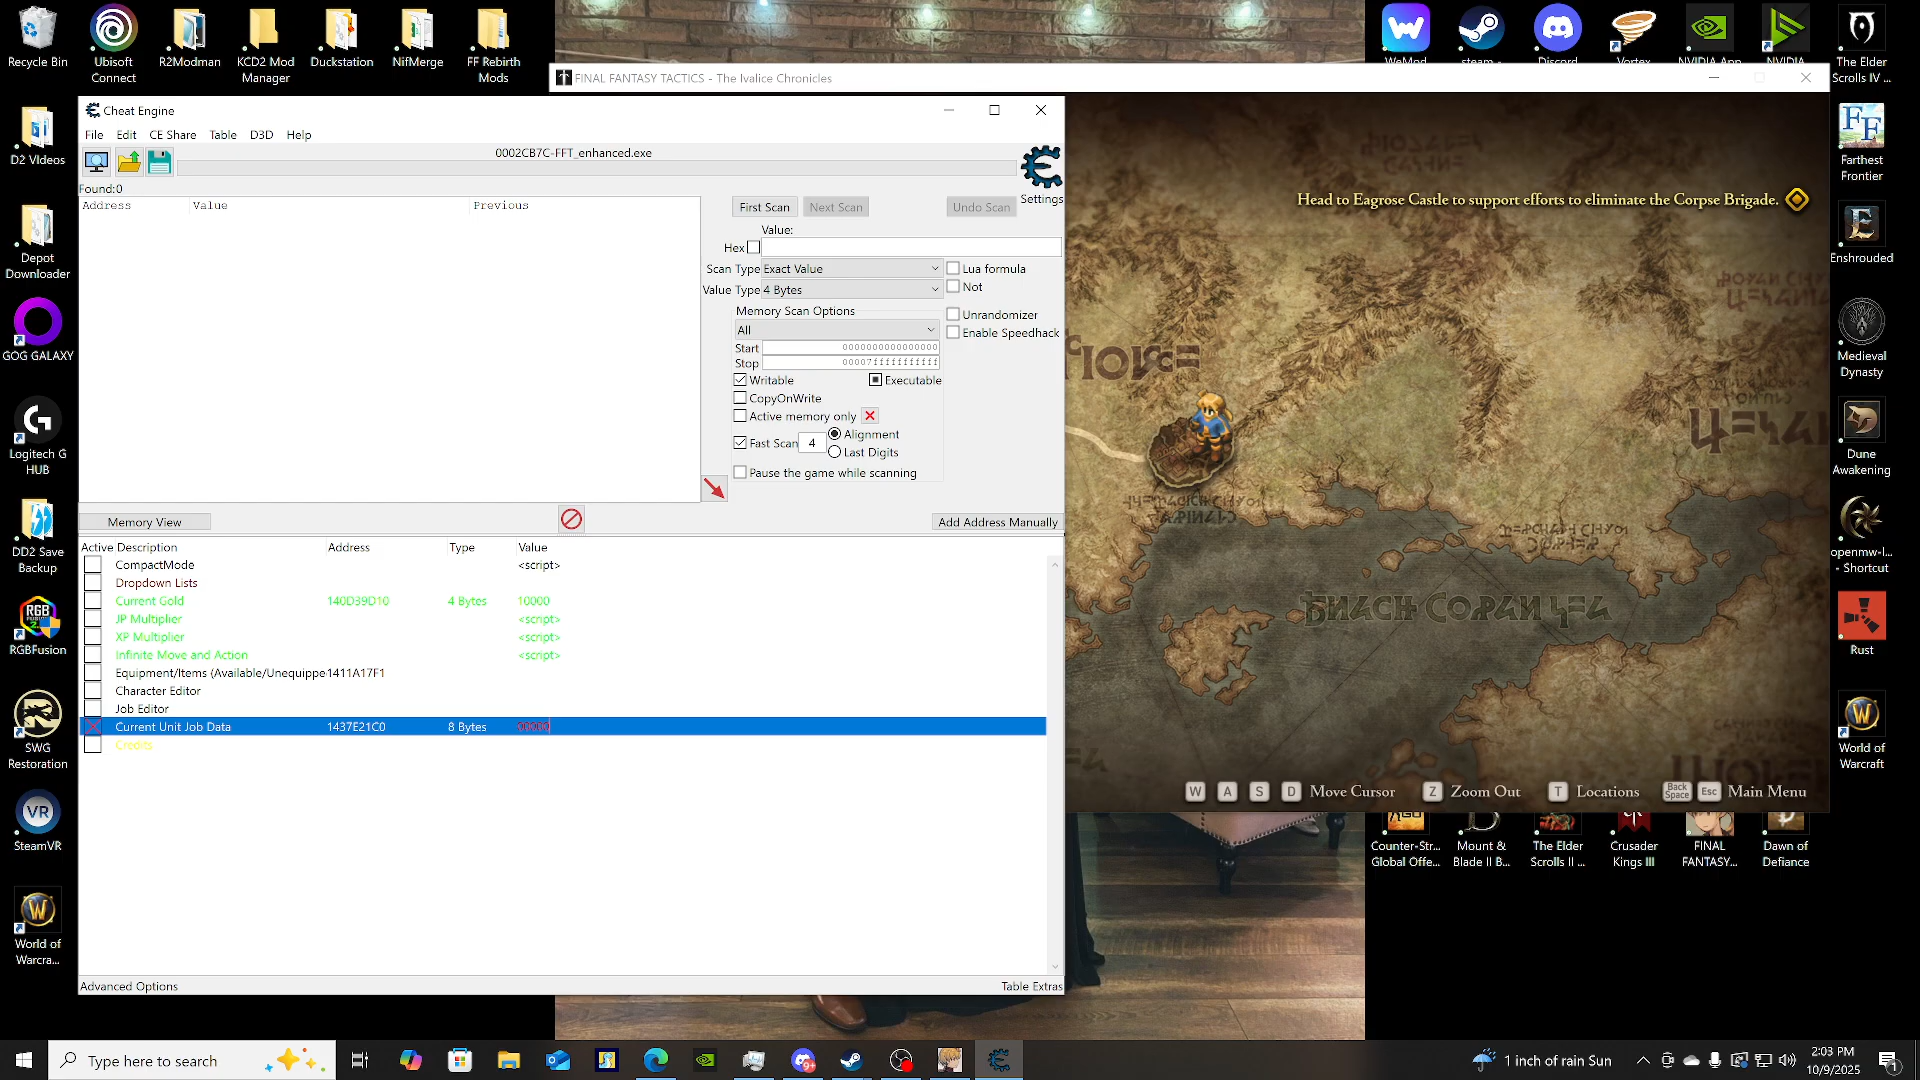 Recycle Bin
Ubisoft Connect
R2Modman
KCD2 Mod Manager
Duckstation
NifMerge
FF Rebirth Mods
WeMod
steam -
Discord
Vortex
NVIDIA App
NVIDIA
The Elder Scrolls IV ...
FINAL FANTASY TACTICS - The Ivalice Chronicles
Cheat Engine
File Edit CE Share Table D3D Help
0002CB7C-FFT_enhanced.exe
Found:0
Settings
Address Value Previous
First Scan Next Scan Undo Scan
Value:
Hex
Scan Type Exact Value Lua formula
Value Type 4 Bytes Not
Memory Scan Options
All
Unrandomizer
Enable Speedhack
Start 0000000000000000
Stop 00007fffffffffff
Writable Executable
CopyOnWrite
Active memory only
Fast Scan 4 Alignment
Last Digits
Pause the game while scanning
Memory View Add Address Manually
Active Description Address Type Value
CompactMode <script>
Dropdown Lists
Current Gold 140D39D10 4 Bytes 10000
JP Multiplier <script>
XP Multiplier <script>
Infinite Move and Action <script>
Equipment/Items (Available/Unequippe 1411A17F1
Character Editor
Job Editor
Current Unit Job Data 1437E21C0 8 Bytes 00000
Credits
Advanced Options Table Extras
Head to Eagrose Castle to support efforts to eliminate the Corpse Brigade.
W A S D Move Cursor Z Zoom Out T Locations Back Space Esc Main Menu
D2 VIdeos
Depot Downloader
GOG GALAXY
Logitech G HUB
DD2 Save Backup
RGBFusion
SWG Restoration
SteamVR
World of Warcra...
Farthest Frontier
Enshrouded
Medieval Dynasty
Dune Awakening
openmw-l... - Shortcut
Rust
World of Warcraft
Counter-Str... Global Offe...
Mount & Blade II B...
The Elder Scrolls II ...
Crusader Kings III
FINAL FANTASY...
Dawn of Defiance
Type here to search
1 inch of rain Sun
2:03 PM
10/9/2025